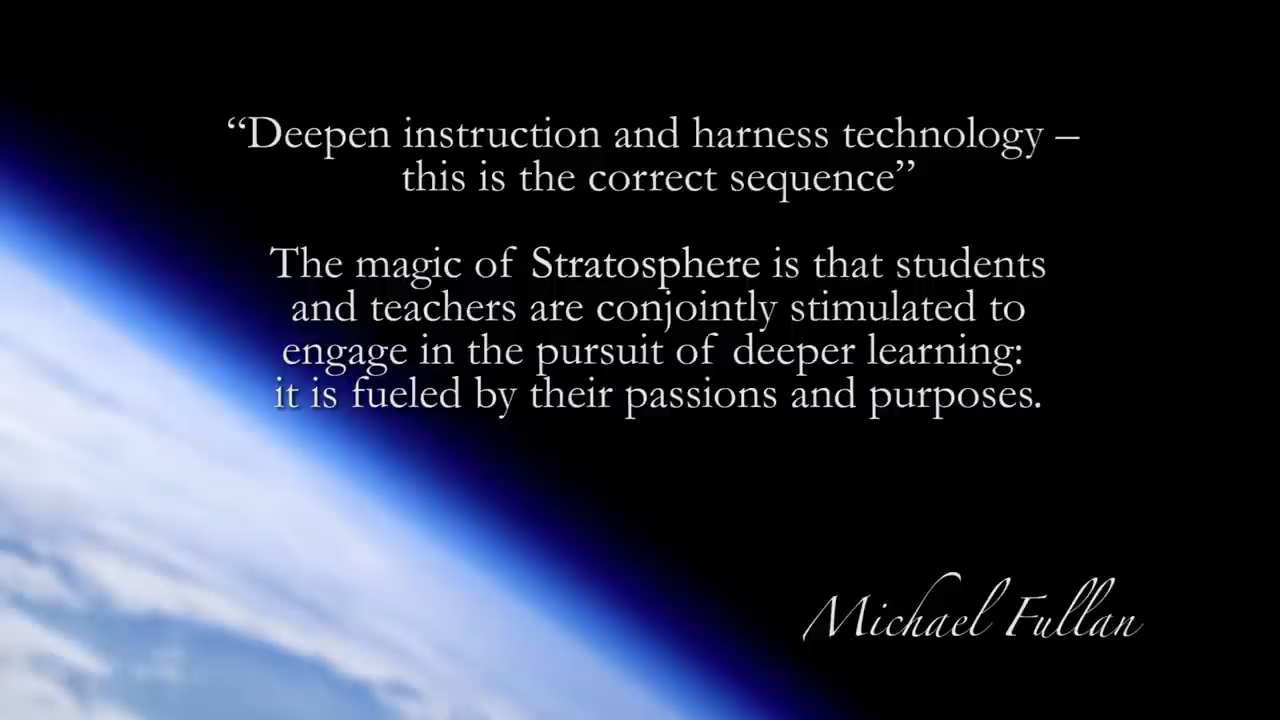 “Deepen instruction and harness technology –
this is the correct sequence”
The magic of Stratosphere is that students
and teachers are conjointly stimulated to
engage in the pursuit of deeper learning:
it is fueled by their passions and purposes.
Michael Fullan